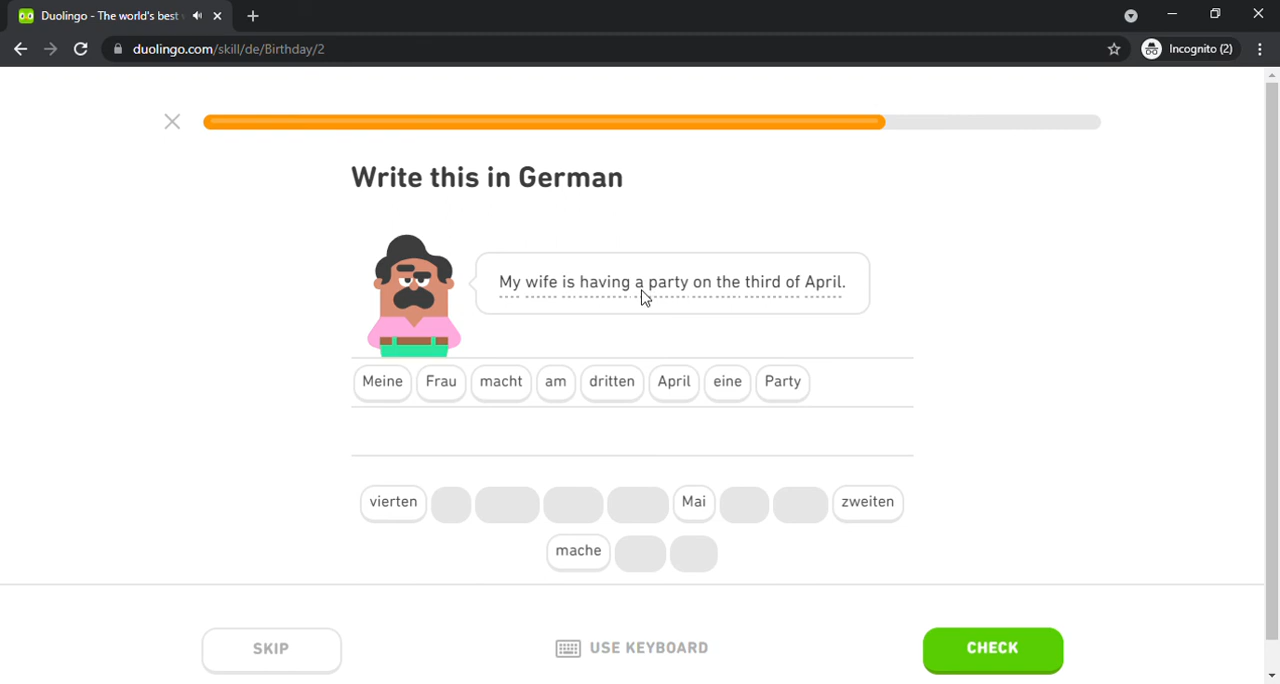 Duolingo - The world's best
duolingo.com/skill/de/Birthday/2
Incognito (2)
Write this in German
My wife is having a party on the third of April.
Meine Frau macht am dritten April eine Party
vierten Mai zweiten
mache
SKIP USE KEYBOARD CHECK